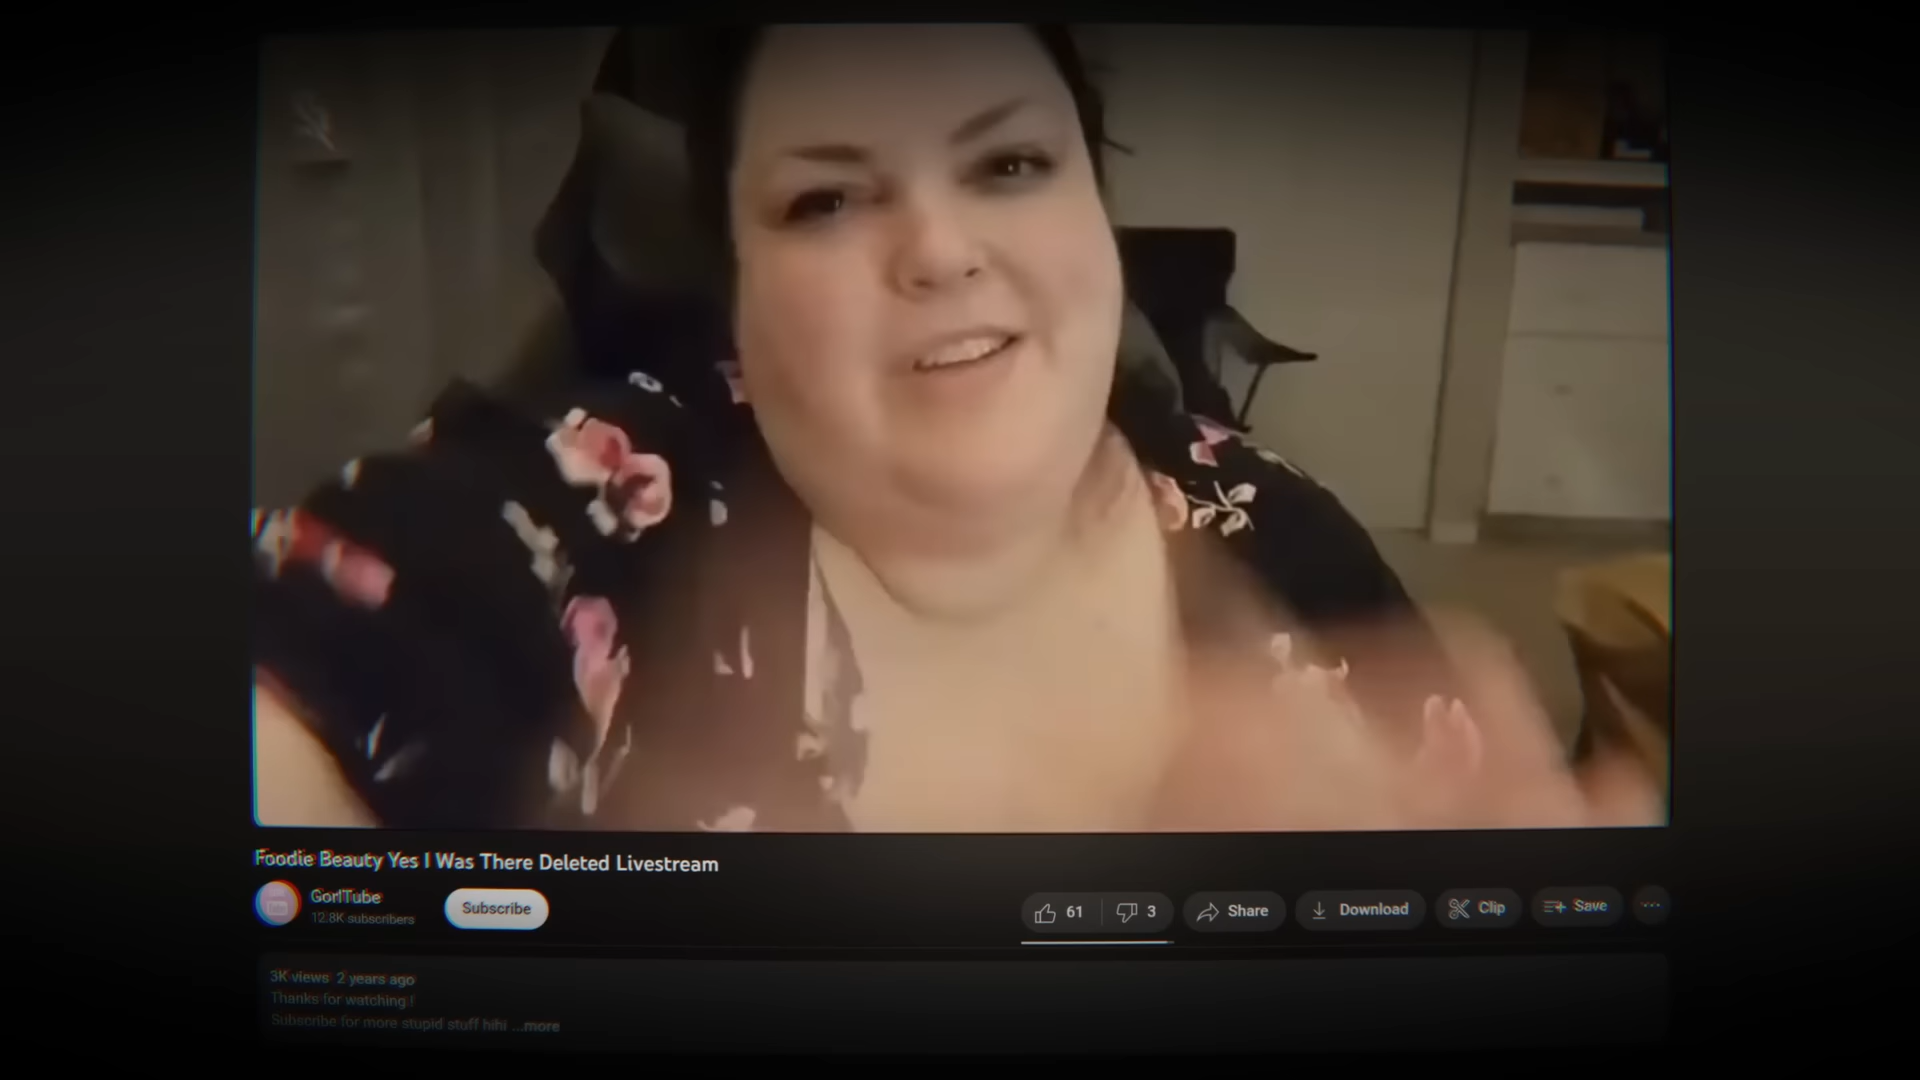 Foodie Beauty Yes I Was There Deleted Livestream
GorlTube
12.8K subscribers
Subscribe
61
3
Share
Download
Clip
Save
3K views 2 years ago
Thanks for watching !
Subscribe for more stupid stuff hihi ...more